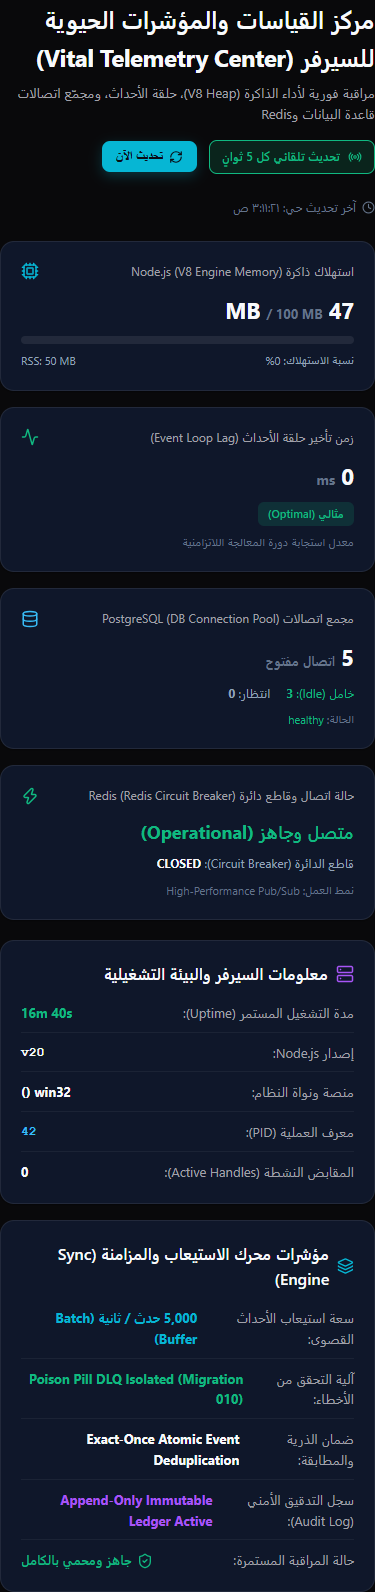 مركز القياسات والمؤشرات الحيوية
للسيرفر (Vital Telemetry Center)
مراقبة فورية لأداء الذاكرة (V8 Heap)، حلقة الأحداث، ومجمّع اتصالات
قاعدة البيانات وRedis
تحديث تلقائي كل 5 ثوانٍ
تحديث الآن
آخر تحديث حي: ٣:١١:٢١ ص
استهلاك ذاكرة Node.js (V8 Engine Memory)
47 MB / 100 MB
نسبة الاستهلاك: 0%
RSS: 50 MB
زمن تأخير حلقة الأحداث (Event Loop Lag)
0 ms
مثالي (Optimal)
معدل استجابة دورة المعالجة اللاتزامنية
مجمع اتصالات PostgreSQL (DB Connection Pool)
5 اتصال مفتوح
خامل (Idle): 3
انتظار: 0
الحالة: healthy
حالة اتصال وقاطع دائرة Redis (Redis Circuit Breaker)
متصل وجاهز (Operational)
قاطع الدائرة (Circuit Breaker): CLOSED
نمط العمل: High-Performance Pub/Sub
معلومات السيرفر والبيئة التشغيلية
مدة التشغيل المستمر (Uptime):
16m 40s
إصدار Node.js:
v20
منصة ونواة النظام:
win32 ()
معرف العملية (PID):
42
المقابض النشطة (Active Handles):
0
مؤشرات محرك الاستيعاب والمزامنة (Sync
Engine)
سعة استيعاب الأحداث
القصوى:
5,000 حدث / ثانية (Batch
Buffer)
آلية التحقق من
الأخطاء:
Poison Pill DLQ Isolated (Migration
010)
ضمان الذرية
والمطابقة:
Exact-Once Atomic Event
Deduplication
سجل التدقيق الأمني
(Audit Log):
Append-Only Immutable
Ledger Active
حالة المراقبة المستمرة:
جاهز ومحمي بالكامل